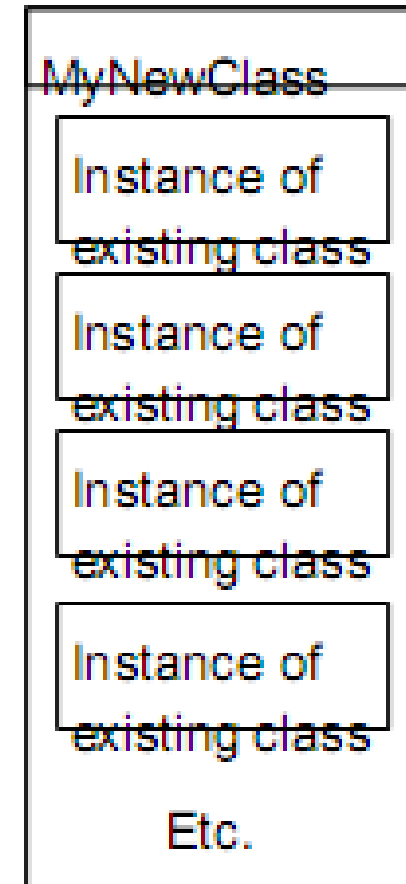 MyNewClass
Instance of
existing class
Instance of
existing class
Instance of
existing class
Instance of
existing class
Etc.